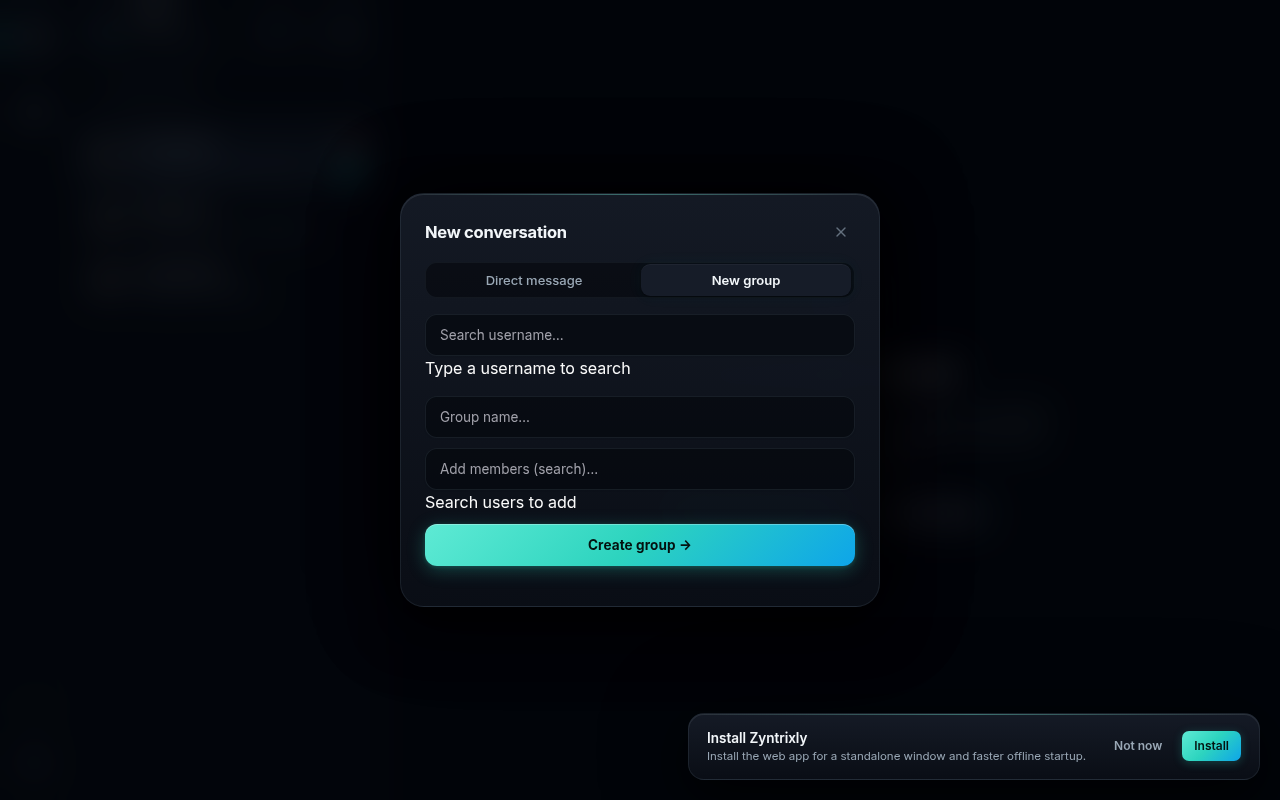 New conversation
×
Direct message
New group
Search username...
Type a username to search
Group name...
Add members (search)...
Search users to add
Create group →
Install Zyntrixly
Install the web app for a standalone window and faster offline startup.
Not now
Install